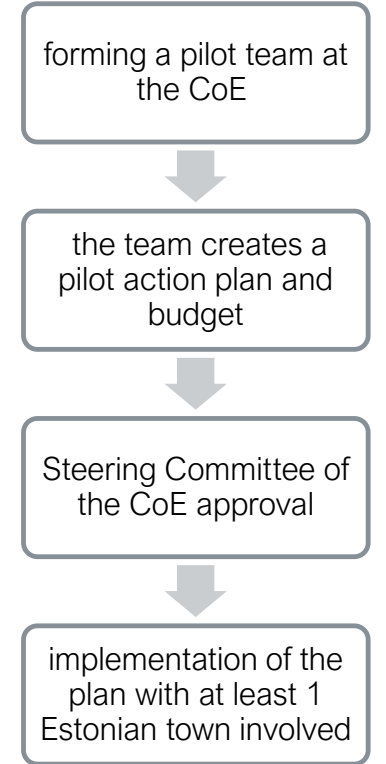 forming a pilot team at
the CoE
the team creates a
pilot action plan and
budget
Steering Committee of
the CoE approval
implementation of the
plan with at least 1
Estonian town involved